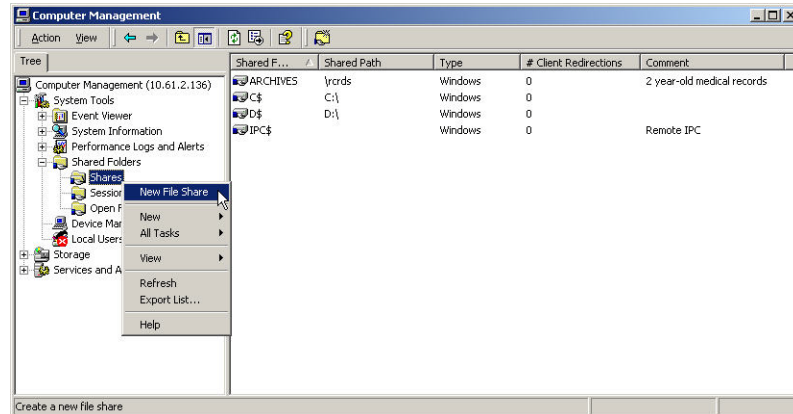 Computer Management
Action View
Tree
Shared F... Shared Path Type # Client Redirections Comment
Computer Management (10.61.2.136)
System Tools
Event Viewer
System Information
Performance Logs and Alerts
Shared Folders
Shares
Session
Open F
Device Mar
Local Users
Storage
Services and A
ARCHIVES \rcrds Windows 0 2 year-old medical records
C$ C:\ Windows 0
D$ D:\ Windows 0
IPC$ Windows 0 Remote IPC
New File Share
New
All Tasks
View
Refresh
Export List...
Help
Create a new file share